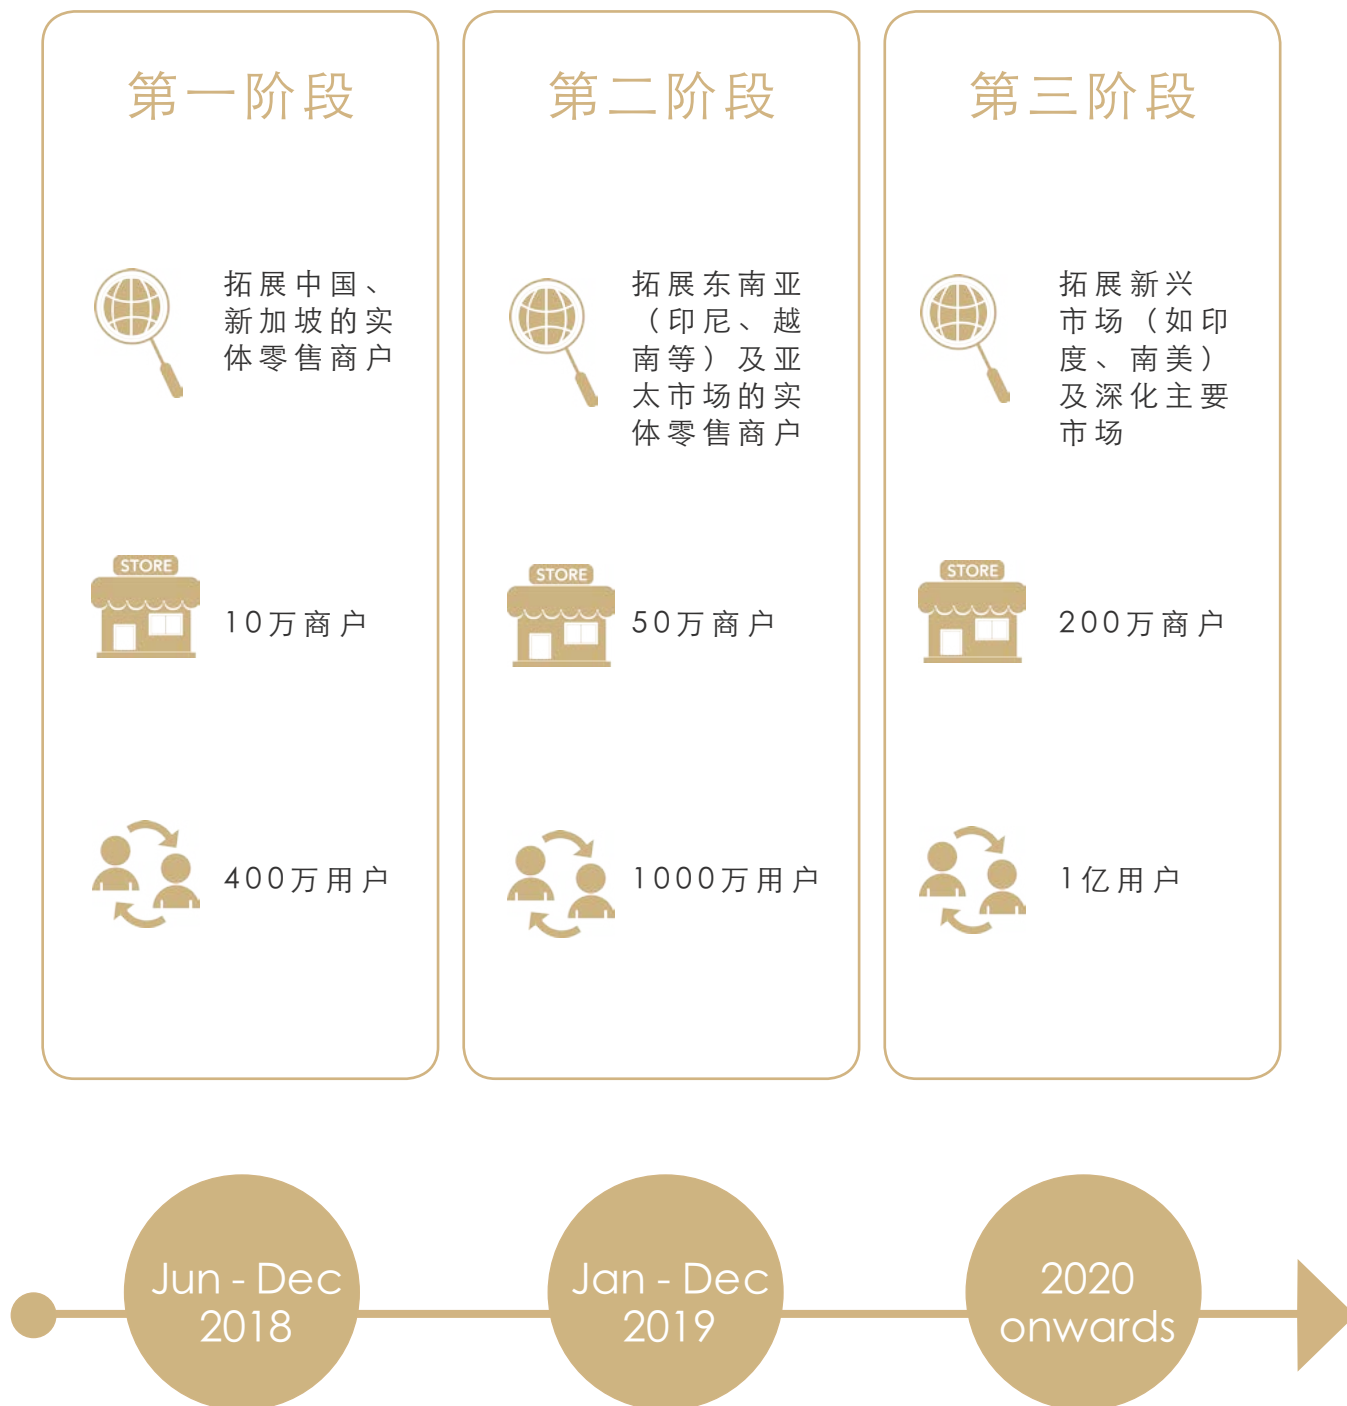 第一阶段
拓展中国、
新加坡的实
体零售商户
STORE
10万商户
400万用户
第二阶段
拓展东南亚
（印尼、越
南等）及亚
太市场的实
体零售商户
STORE
50万商户
1000万用户
第三阶段
拓展新兴
市场（如印
度、南美）
及深化主要
市场
STORE
200万商户
1亿用户
Jun - Dec
2018
Jan - Dec
2019
2020
onwards